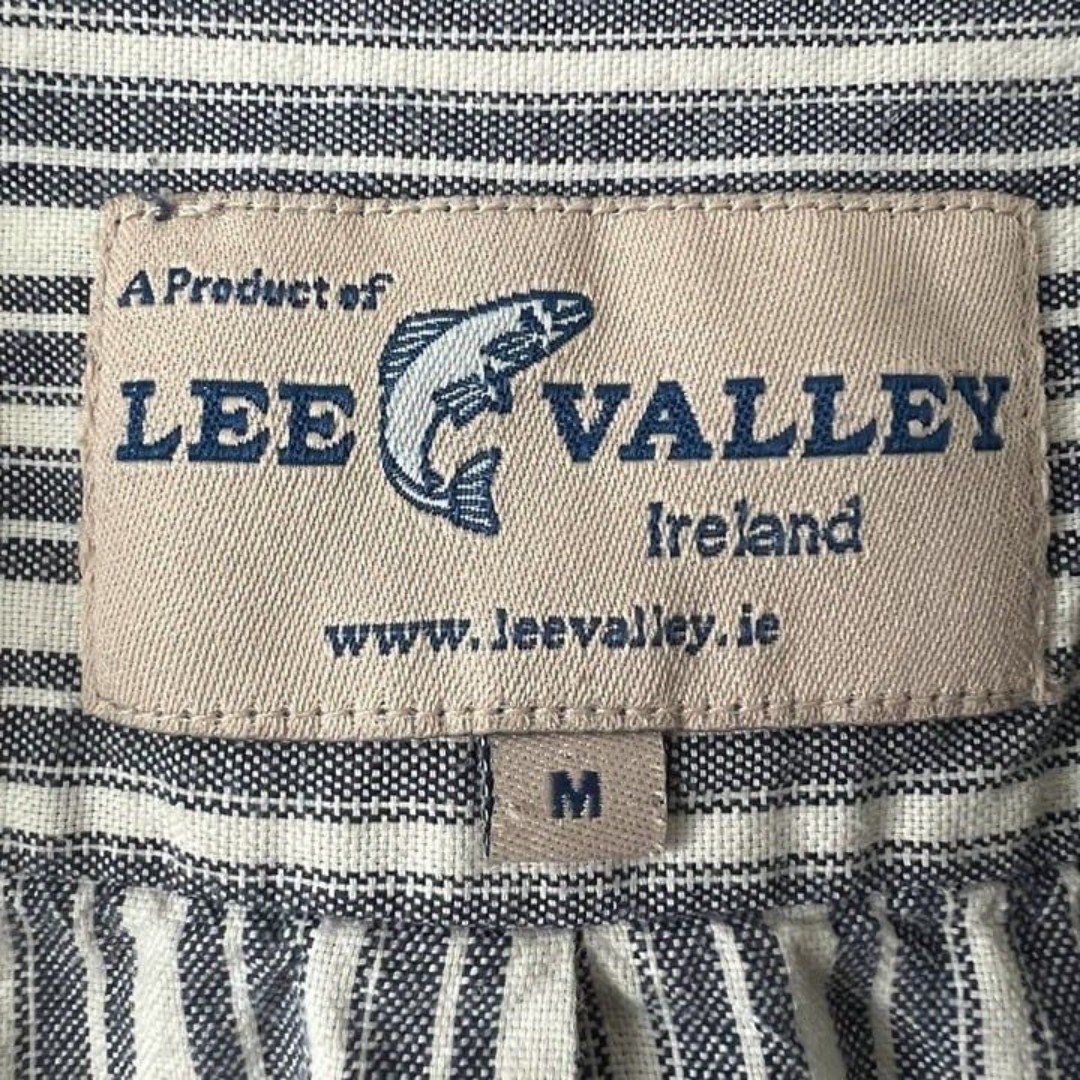 A Product of
LEE VALLEY
Ireland
www.leevalley.ie
M